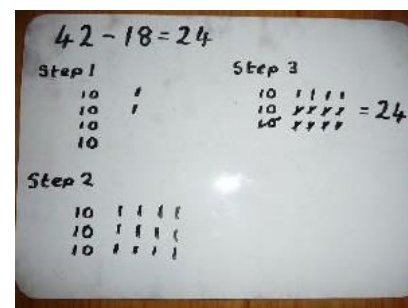 42 - 18 = 24
Step 1
10 I
10 I
10
10
Step 2
10 I I I I
10 I I I I
10 I I I I
Step 3
10 I I I I
10 x x x x = 24
10 x x x x